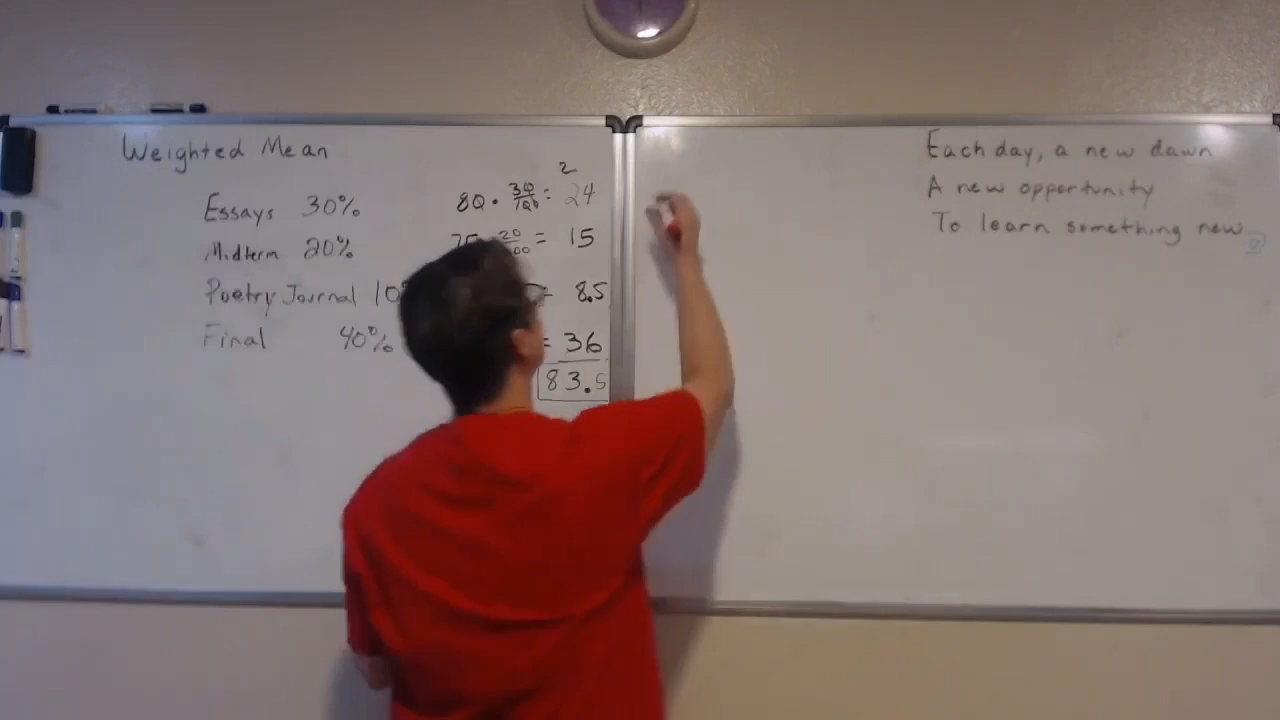 Weighted Mean
2
Essays 30% 80 · 30/100 = 24
Midterm 20% 20/100 = 15
Poetry Journal 10 = 8.5
Final 40% = 36
83.5
Each day, a new dawn
A new opportunity
To learn something new